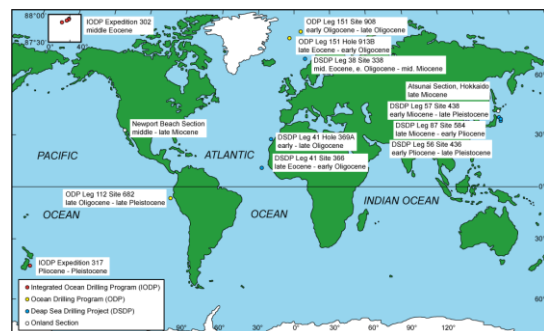 88°00'
87°30'
0°
40°
IODP Expedition 302
middle Eocene
ODP Leg 151 Site 908
early Oligocene - late Oligocene
ODP Leg 151 Hole 913B
late Eocene - early Oligocene
DSDP Leg 38 Site 338
mid. Eocene, e. Oligocene - mid. Miocene
Atsunai Section, Hokkaido
late Miocene
DSDP Leg 57 Site 438
early Miocene - late Pleistocene
Newport Beach Section
middle - late Miocene
DSDP Leg 87 Site 584
late Miocene - early Pliocene
DSDP Leg 41 Hole 369A
early - late Oligocene
DSDP Leg 56 Site 436
early Pliocene - late Pleistocene
PACIFIC
ATLANTIC
DSDP Leg 41 Site 366
late Eocene - early Oligocene
ODP Leg 112 Site 682
late Oligocene - late Pleistocene
INDIAN OCEAN
OCEAN
OCEAN
IODP Expedition 317
Pliocene - Pleistocene
Integrated Ocean Drilling Program (IODP)
Ocean Drilling Program (ODP)
Deep Sea Drilling Project (DSDP)
Onland Section
90°
60°
30°
0°
30°
60°
90°